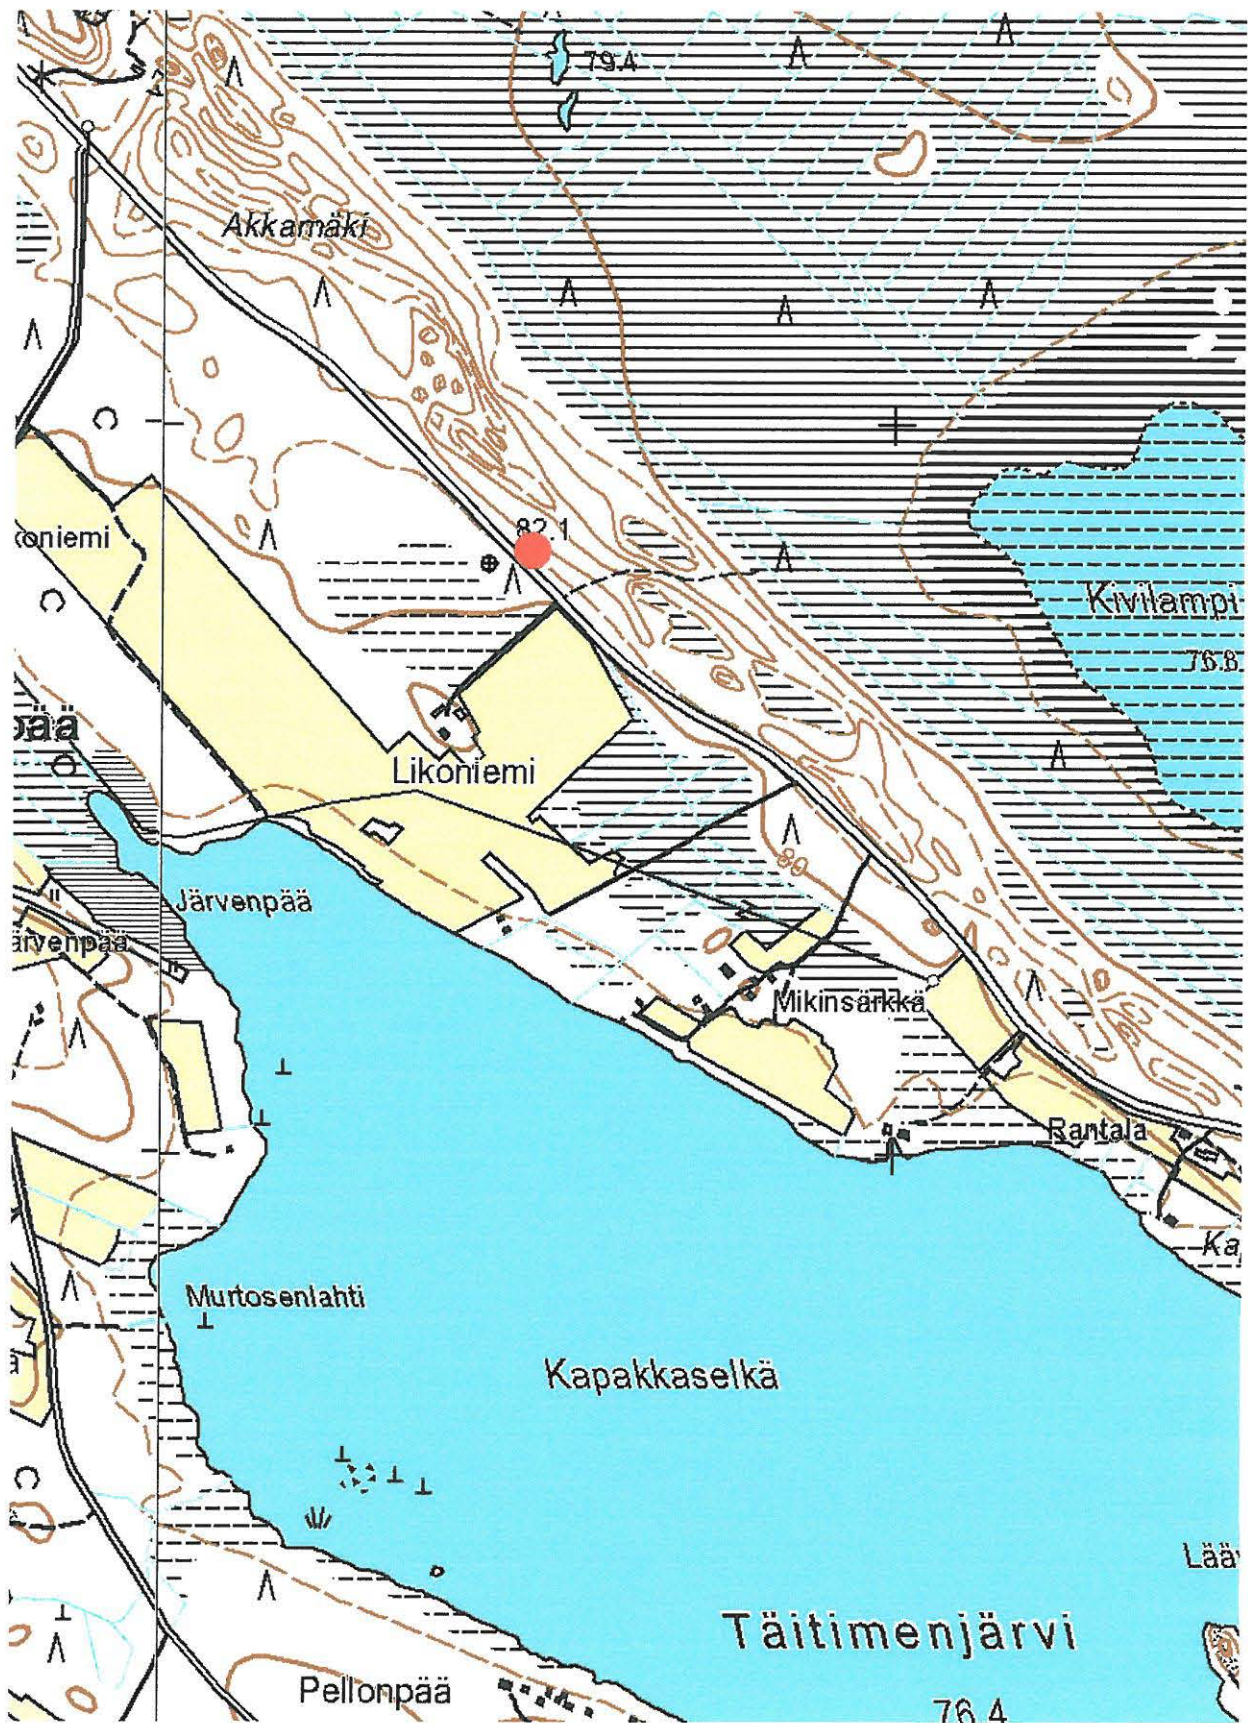 79.4
Akkamäki
82.1
koniemi
Kivilampi
76.8
pää
Likoniemi
80
Järvenpää
ärvenpää
Mikinsärkkä
Rantala
Ka
Murtosenlahti
Kapakkaselkä
Lää
Täitimenjärvi
Pellonpää
76.4